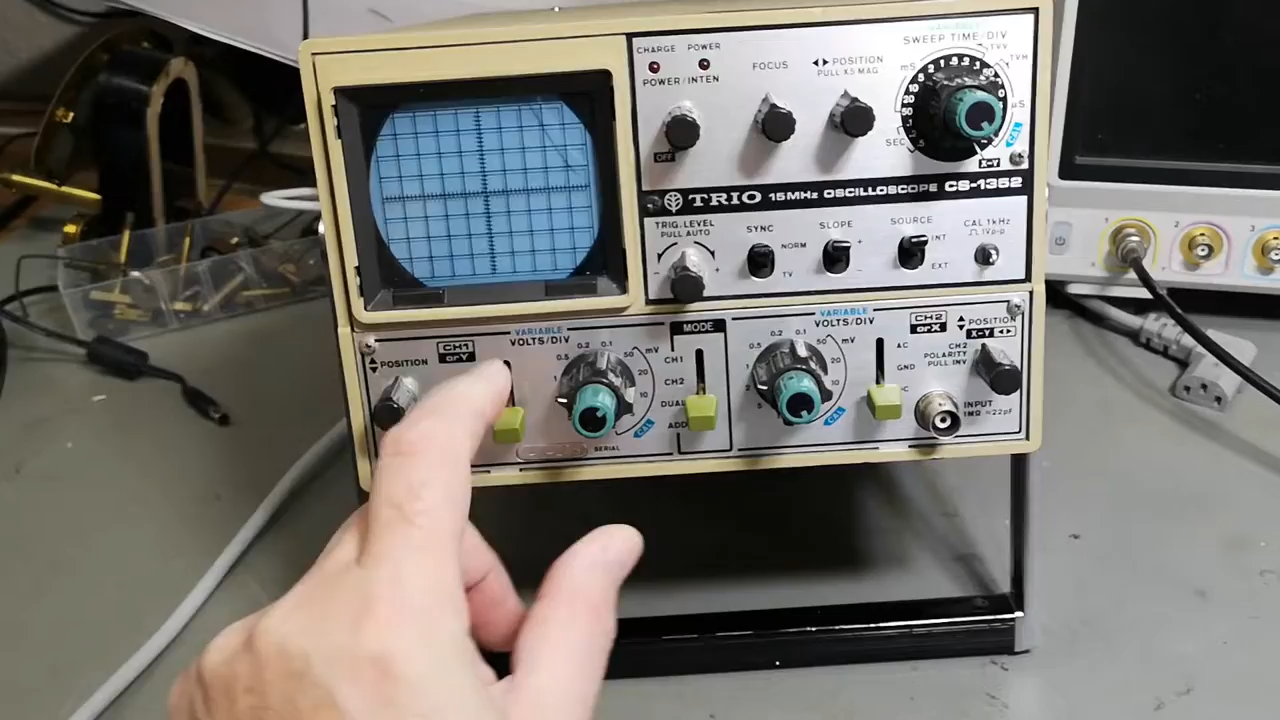 VARIABLE
SWEEP TIME/DIV
CHARGE POWER
POWER/INTEN
FOCUS
◀▶ POSITION
PULL X5 MAG
TVV
TVH
mS
µS
SEC
CAL
X-Y
OFF
TRIO 15MHz OSCILLOSCOPE CS-1352
TRIG. LEVEL
PULL AUTO
- +
SYNC
NORM
TV
SLOPE
+
-
SOURCE
INT
EXT
CAL 1kHz
1Vp-p
POSITION
CH1
or Y
VARIABLE
VOLTS/DIV
0.5 0.2 0.1 50 mV
20
10
CAL
SERIAL
MODE
CH1
CH2
DUAL
ADD
VARIABLE
VOLTS/DIV
0.5 0.2 0.1 50 mV
20
10
CAL
AC
GND
CH2
or X
POSITION
X-Y ◀▶
CH2
POLARITY
PULL INV
INPUT
1MΩ≈22pF
1 2 3